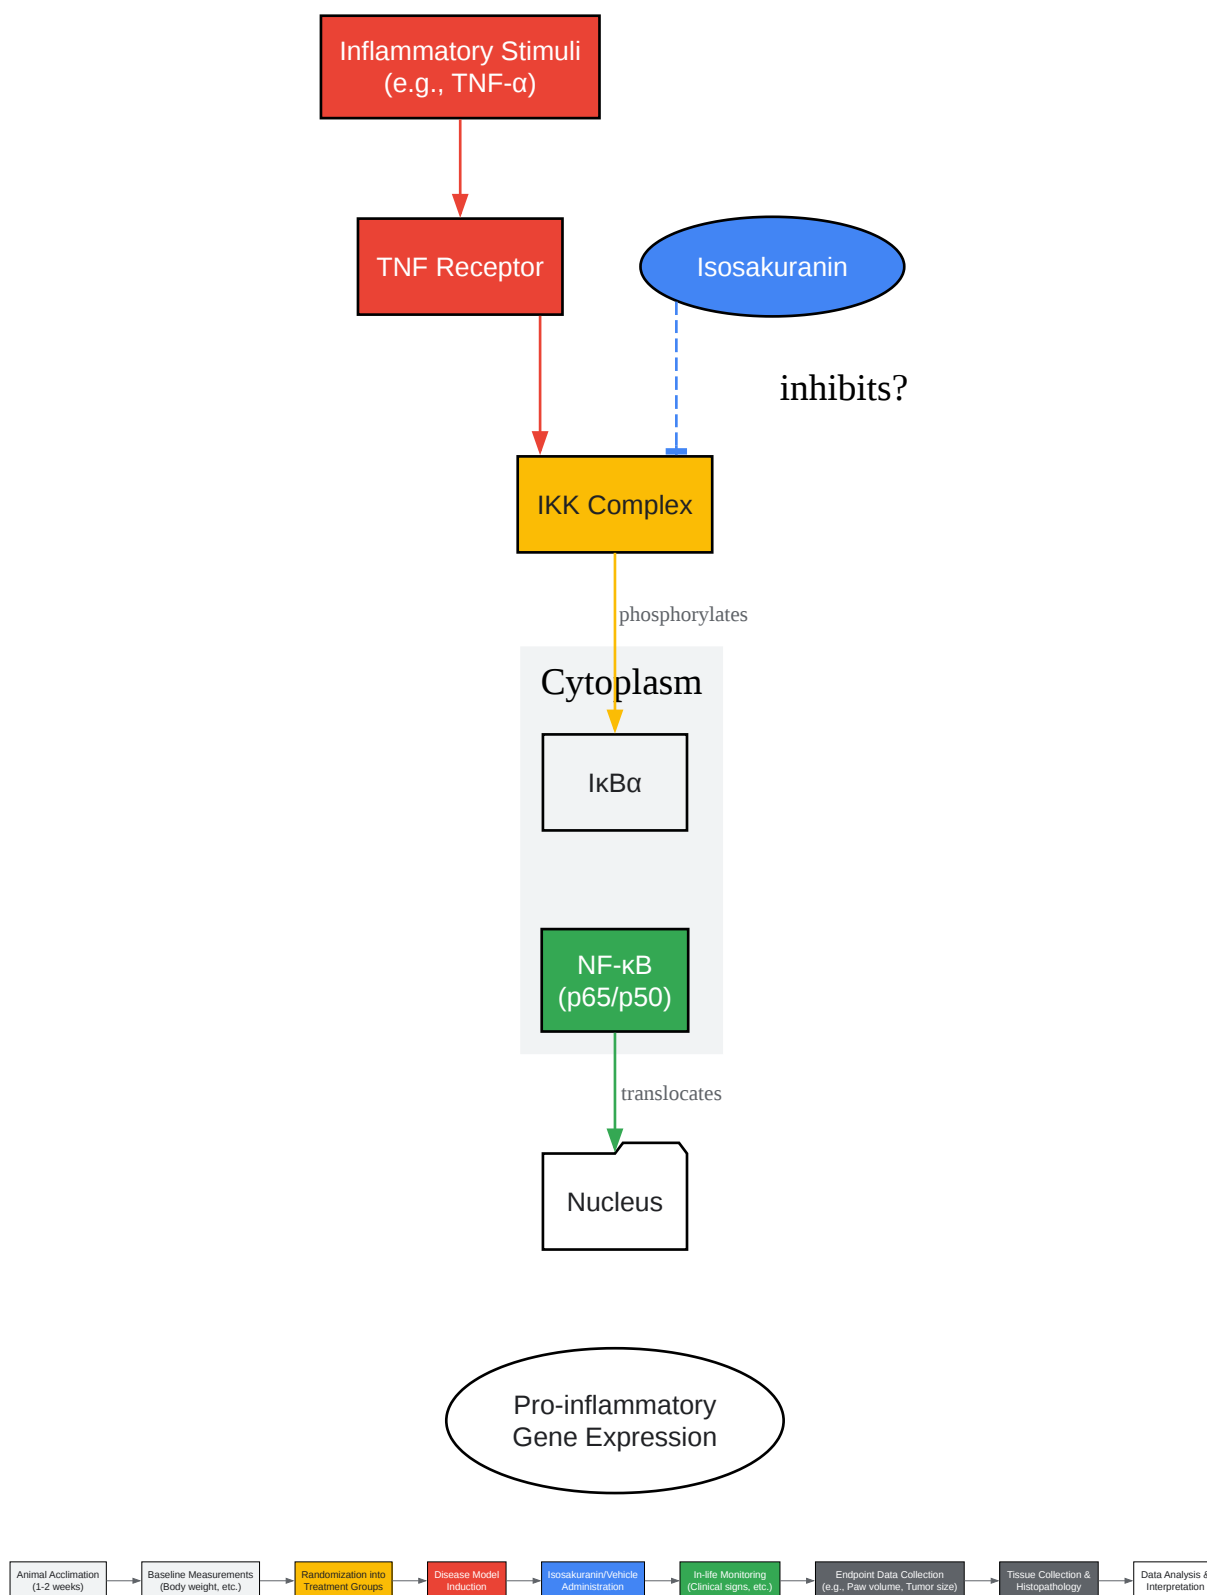 Inflammatory Stimuli
(e.g., TNF-α)
TNF Receptor
Isosakuranin
inhibits?
IKK Complex
phosphorylates
Cytoplasm
IκBα
NF-κB
(p65/p50)
translocates
Nucleus
Pro-inflammatory
Gene Expression
Animal Acclimation
(1-2 weeks)
Baseline Measurements
(Body weight, etc.)
Randomization into
Treatment Groups
Disease Model
Induction
Isosakuranin/Vehicle
Administration
In-life Monitoring
(Clinical signs, etc.)
Endpoint Data Collection
(e.g., Paw volume, Tumor size)
Tissue Collection &
Histopathology
Data Analysis &
Interpretation